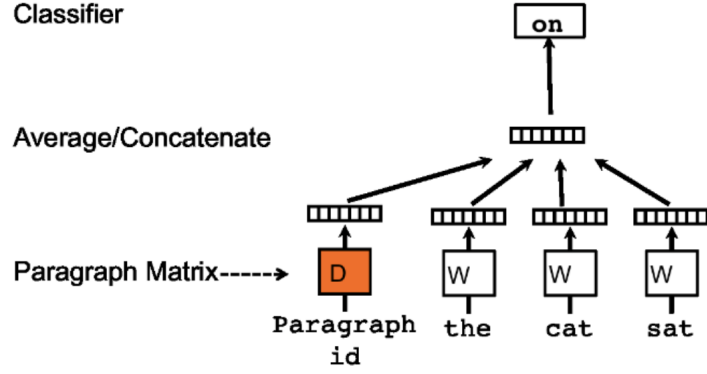 Classifier
on
Average/Concatenate
Paragraph Matrix
D
W
W
W
Paragraph
id
the
cat
sat